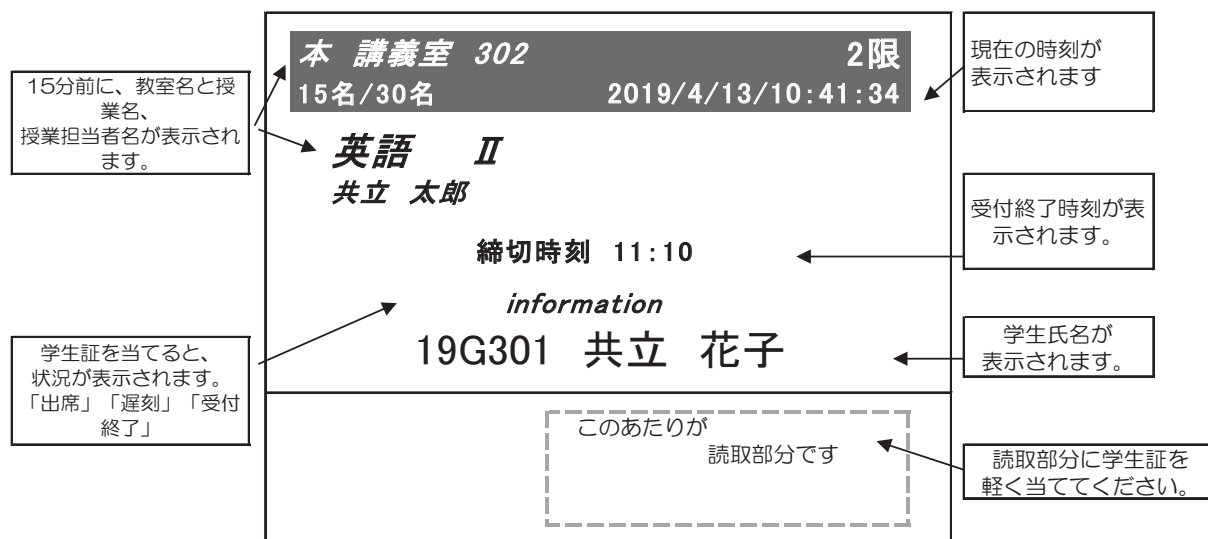 本 講義室 302 2限
15名/30名 2019/4/13/10:41:34
英語 Ⅱ
共立 太郎
締切時刻 11:10
information
19G301 共立 花子
このあたりが
読取部分です
15分前に、教室名と授
業名、
授業担当者名が表示され
ます。
学生証を当てると、
状況が表示されます。
「出席」「遅刻」「受付
終了」
現在の時刻が
表示されます
受付終了時刻が表
示されます。
学生氏名が
表示されます。
読取部分に学生証を
軽く当ててください。